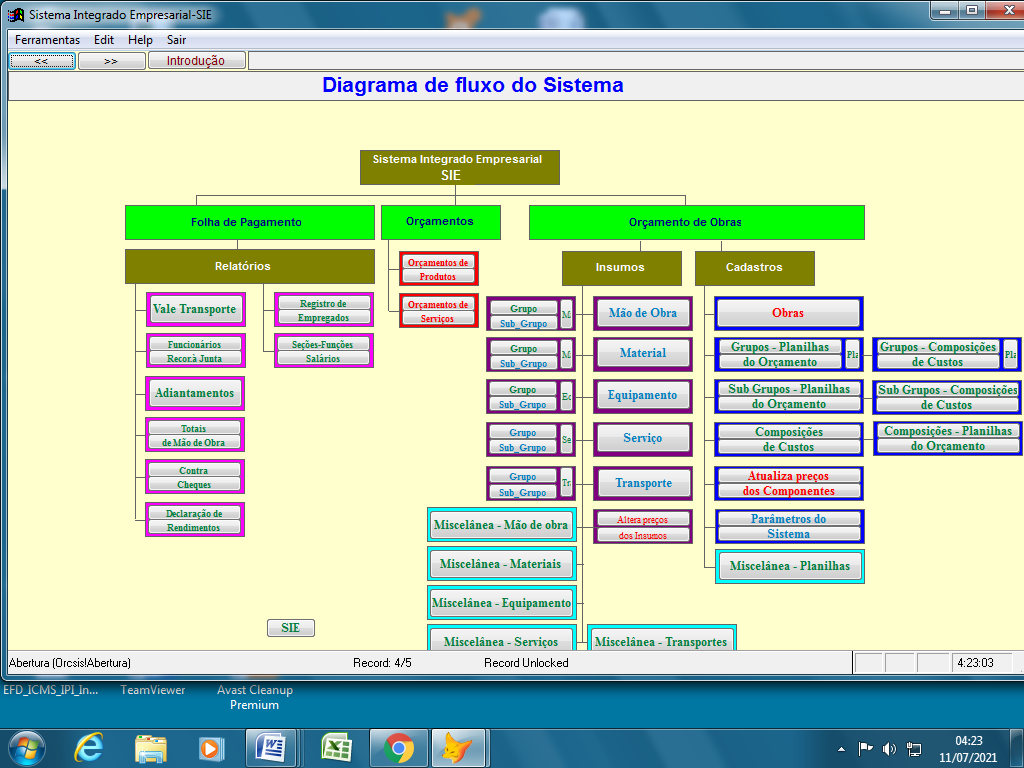 Sistema Integrado Empresarial-SIE
Ferramentas Edit Help Sair
<< >> Introdução
Diagrama de fluxo do Sistema
Sistema Integrado Empresarial
SIE
Folha de Pagamento
Orçamentos
Orçamento de Obras
Relatórios
Vale Transporte
Funcionários
Recor.à Junta
Adiantamentos
Totais
de Mão de Obra
Contra
Cheques
Declaração de
Rendimentos
Registro de
Empregados
Seções-Funções
Salários
Orçamentos de
Produtos
Orçamentos de
Serviços
Insumos
Grupo
Sub_Grupo
Mão de Obra
Grupo
Sub_Grupo
Material
Grupo
Sub_Grupo
Equipamento
Grupo
Sub_Grupo
Serviço
Grupo
Sub_Grupo
Transporte
Altera preços
dos Insumos
Miscelânea - Mão de obra
Miscelânea - Materiais
Miscelânea - Equipamento
Miscelânea - Serviços
Miscelânea - Transportes
Cadastros
Obras
Grupos - Planilhas
do Orçamento
Pla
Grupos - Composições
de Custos
Pla
Sub Grupos - Planilhas
do Orçamento
Sub Grupos - Composições
de Custos
Composições
de Custos
Composições - Planilhas
do Orçamento
Atualiza preços
dos Componentes
Parâmetros do
Sistema
Miscelânea - Planilhas
SIE
Abertura (Orcsis!Abertura) Record: 4/5 Record Unlocked 4:23:03
EFD_ICMS_IPI_In... TeamViewer Avast Cleanup
Premium
04:23
11/07/2021